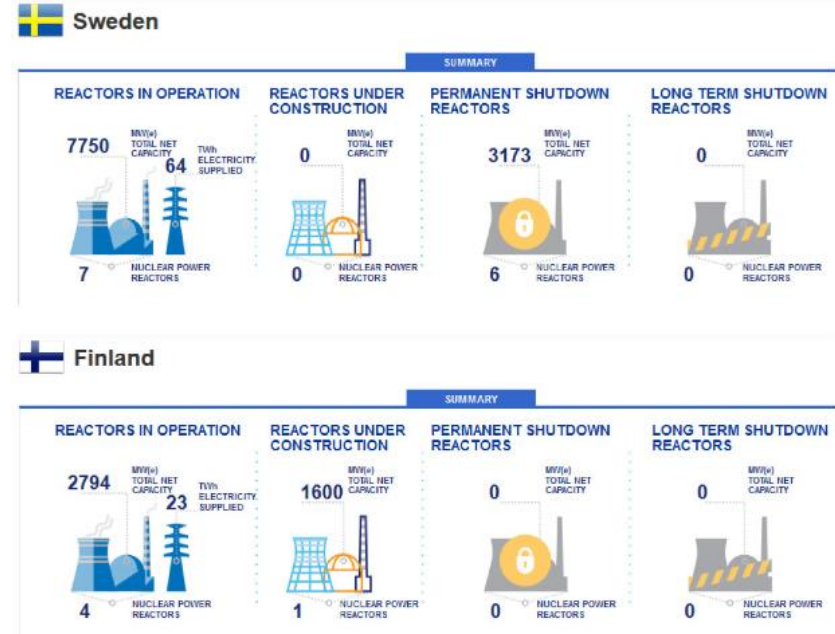 Sweden
SUMMARY
REACTORS IN OPERATION
7750
MW(e)
TOTAL NET
CAPACITY
64
TWh
ELECTRICITY
SUPPLIED
7
NUCLEAR POWER
REACTORS
REACTORS UNDER
CONSTRUCTION
0
MW(e)
TOTAL NET
CAPACITY
0
NUCLEAR POWER
REACTORS
PERMANENT SHUTDOWN
REACTORS
3173
MW(e)
TOTAL NET
CAPACITY
6
NUCLEAR POWER
REACTORS
LONG TERM SHUTDOWN
REACTORS
0
MW(e)
TOTAL NET
CAPACITY
0
NUCLEAR POWER
REACTORS
Finland
SUMMARY
REACTORS IN OPERATION
2794
MW(e)
TOTAL NET
CAPACITY
23
TWh
ELECTRICITY
SUPPLIED
4
NUCLEAR POWER
REACTORS
REACTORS UNDER
CONSTRUCTION
1600
MW(e)
TOTAL NET
CAPACITY
1
NUCLEAR POWER
REACTORS
PERMANENT SHUTDOWN
REACTORS
0
MW(e)
TOTAL NET
CAPACITY
0
NUCLEAR POWER
REACTORS
LONG TERM SHUTDOWN
REACTORS
0
MW(e)
TOTAL NET
CAPACITY
0
NUCLEAR POWER
REACTORS